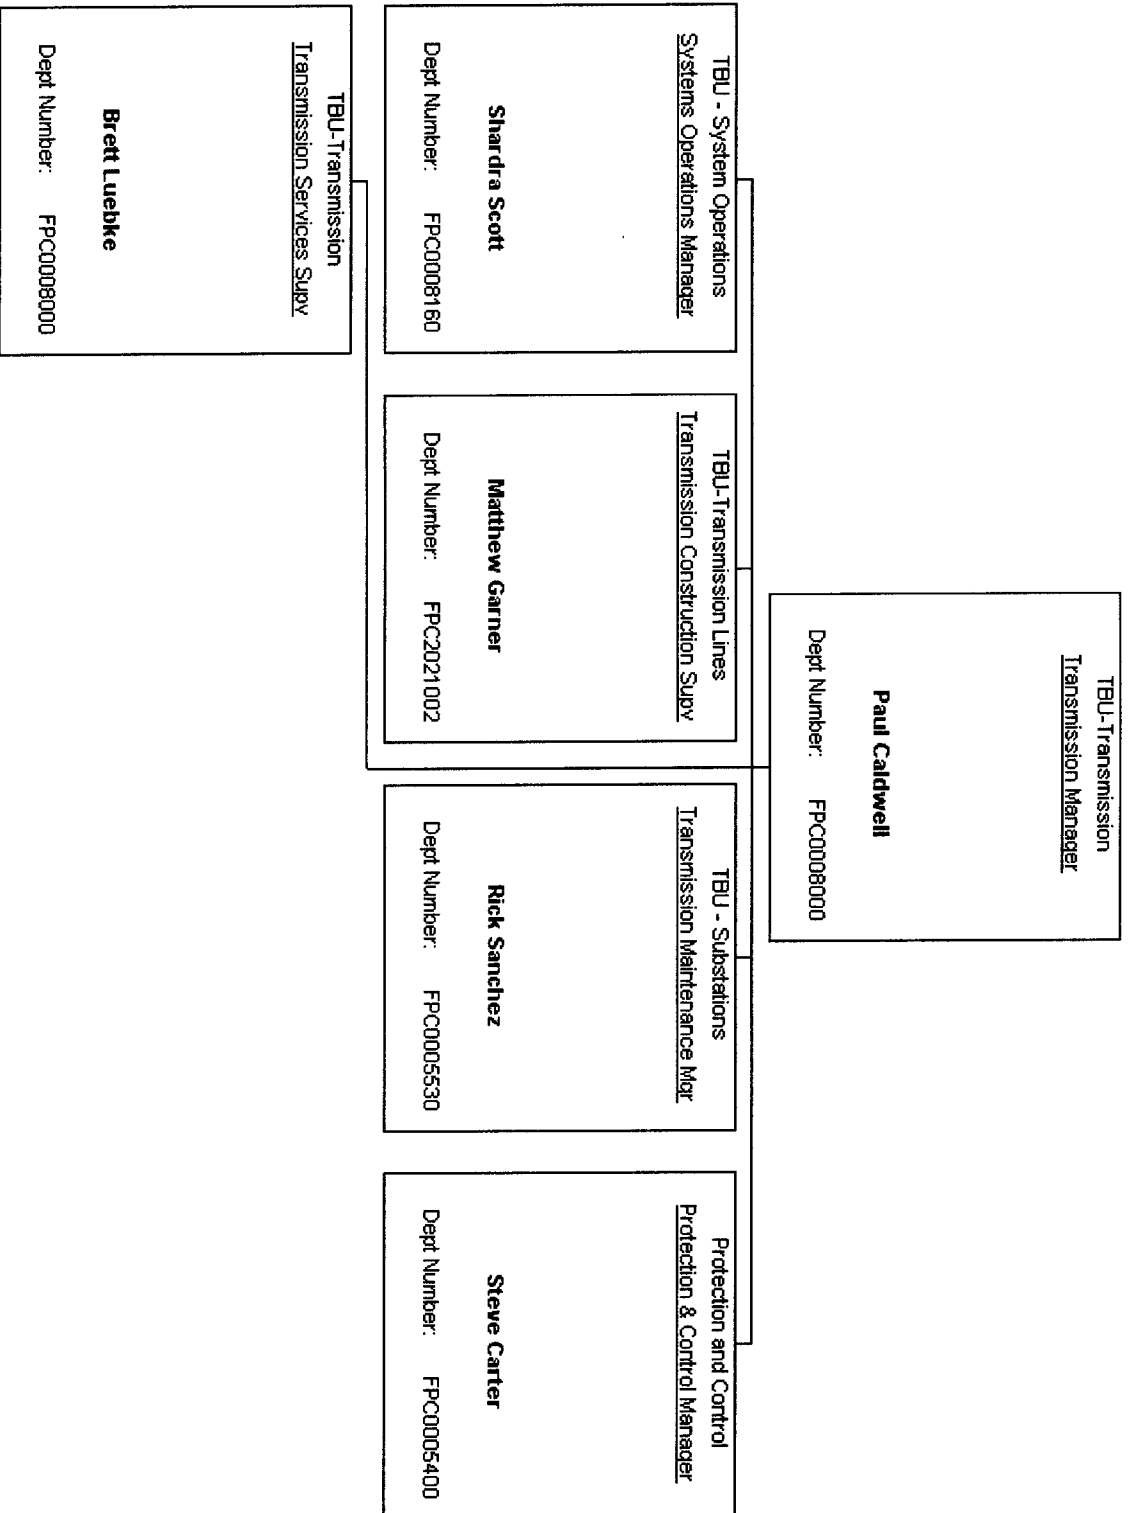 TBU-Transmission
Transmission Manager
Paul Caldwell
Dept Number: FPC0008000
TBU - System Operations
Systems Operations Manager
Shardra Scott
Dept Number: FPC0008160
TBU-Transmission Lines
Transmission Construction Supv
Matthew Garner
Dept Number: FPC2021002
TBU - Substations
Transmission Maintenance Mgr
Rick Sanchez
Dept Number: FPC0005530
Protection and Control
Protection & Control Manager
Steve Carter
Dept Number: FPC0005400
TBU-Transmission
Transmission Services Supv
Brett Luebke
Dept Number: FPC0008000